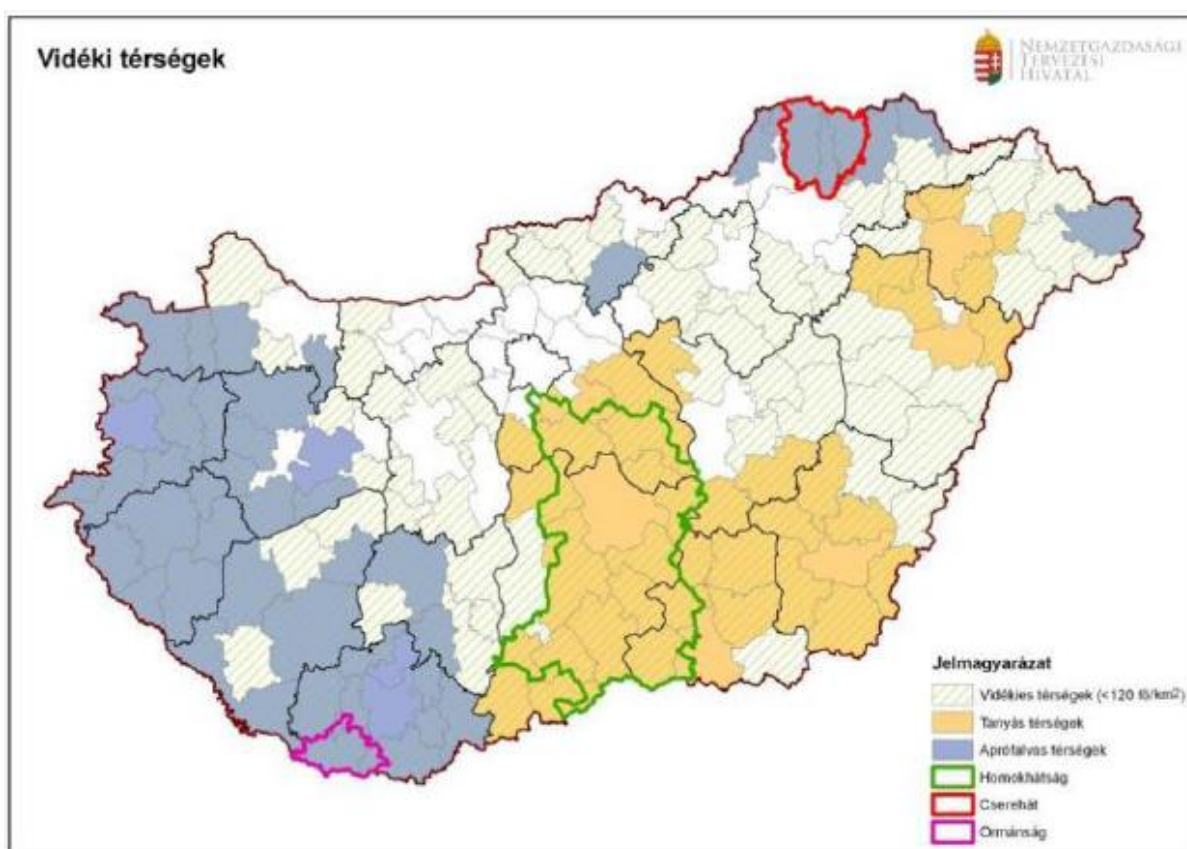 Vidéki térségek
NEMZETGAZDASÁGI
TERVEZÉSI
HIVATAL
Jelmagyarázat
Vidékies térségek (<120 fő/km2)
Tanyás térségek
Aprófalvas térségek
Homokhátság
Cserehát
Ormánság